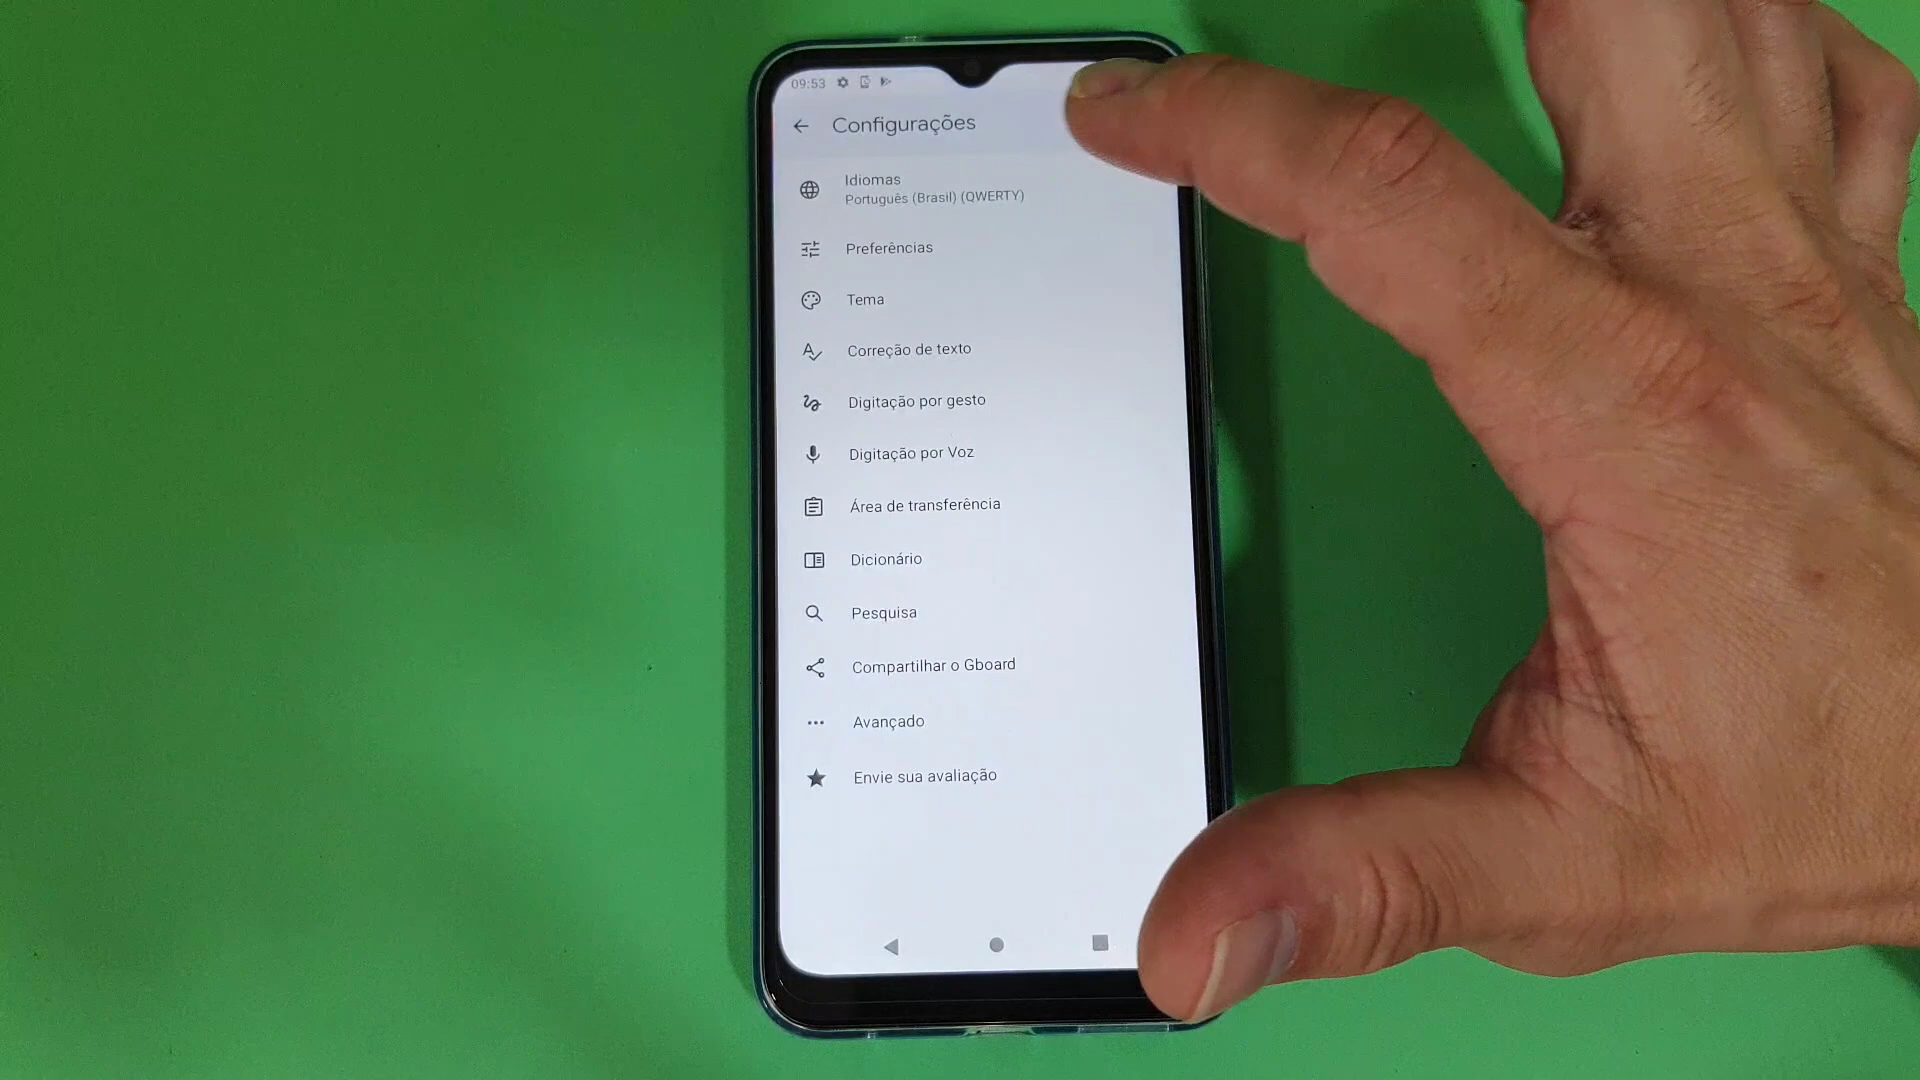 09:53
Configurações
Idiomas
Português (Brasil) (QWERTY)
Preferências
Tema
Correção de texto
Digitação por gesto
Digitação por Voz
Área de transferência
Dicionário
Pesquisa
Compartilhar o Gboard
Avançado
Envie sua avaliação